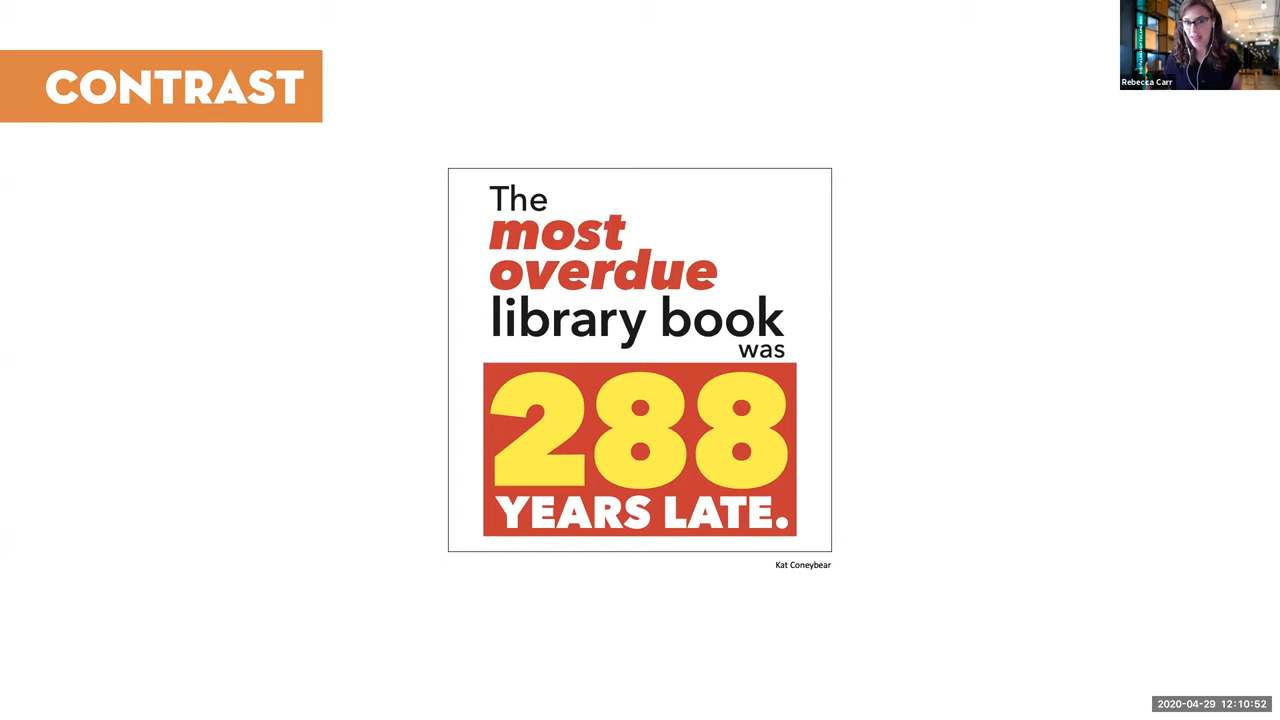 CONTRAST
Rebecca Carr
The
most
overdue
library book
was
288
YEARS LATE.
Kat Coneybear
2020-04-29 12:10:52